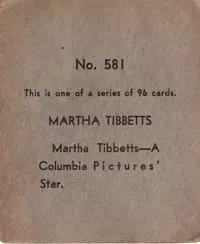 No. 581
This is one of a series of 96 cards.
MARTHA TIBBETTS
Martha Tibbetts—A
Columbia Pictures'
Star.